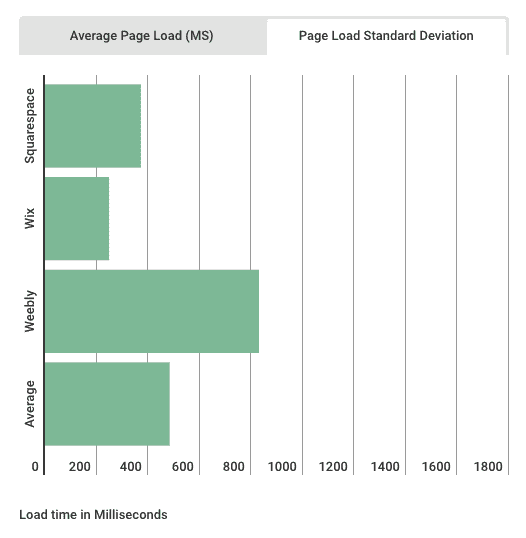 Average Page Load (MS)
Page Load Standard Deviation
Squarespace
Wix
Weebly
Average
0 200 400 600 800 1000 1200 1400 1600 1800
Load time in Milliseconds